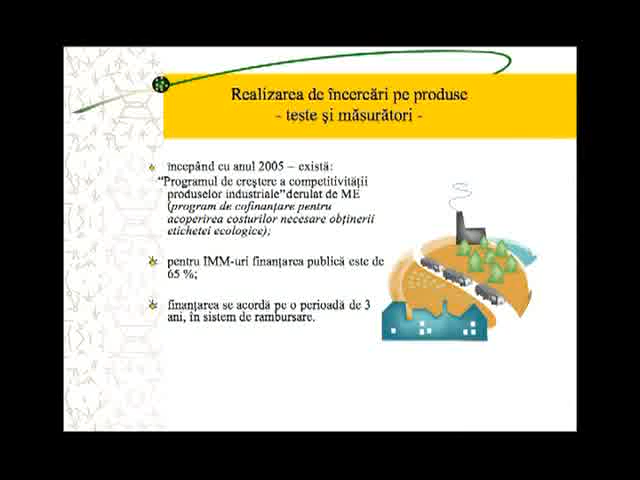 Realizarea de încercări pe produse
- teste şi măsurători -
începând cu anul 2005 – există:
“Programul de creştere a competitivităţii
produselor industriale”derulat de ME
(program de cofinanţare pentru
acoperirea costurilor necesare obţinerii
etichetei ecologice);
pentru IMM-uri finanţarea publică este de
65 %;
finanţarea se acordă pe o perioadă de 3
ani, în sistem de rambursare.